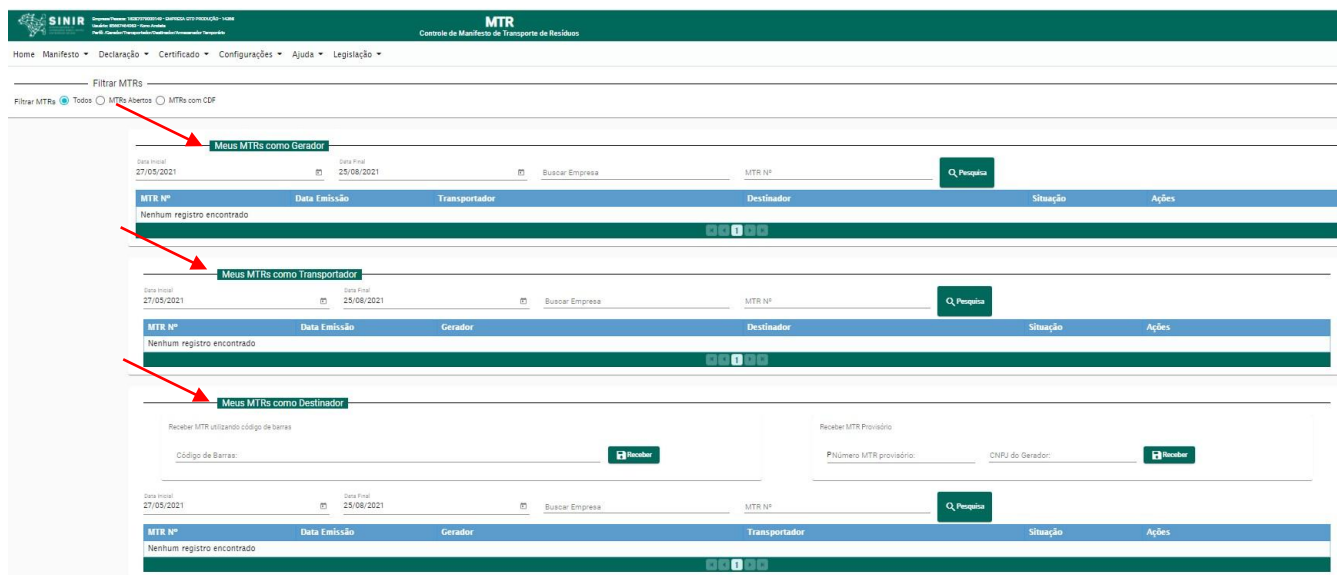 SINIR
MTR
Controle de Manifesto de Transporte de Resíduos
Home Manifesto Declaração Certificado Configurações Ajuda Legislação
Filtrar MTRs
Filtrar MTRs Todos MTRs Abertos MTRs com CDF
Meus MTRs como Gerador
Data Inicial Data Final
27/05/2021 25/08/2021 Buscar Empresa MTR Nº Pesquisa
MTR Nº Data Emissão Transportador Destinador Situação Ações
Nenhum registro encontrado
1
Meus MTRs como Transportador
Data Inicial Data Final
27/05/2021 25/08/2021 Buscar Empresa MTR Nº Pesquisa
MTR Nº Data Emissão Gerador Destinador Situação Ações
Nenhum registro encontrado
1
Meus MTRs como Destinador
Receber MTR utilizando código de barras Receber MTR Provisório
Código de Barras: Receber PNúmero MTR provisório: CNPJ do Gerador: Receber
Data Inicial Data Final
27/05/2021 25/08/2021 Buscar Empresa MTR Nº Pesquisa
MTR Nº Data Emissão Gerador Transportador Situação Ações
Nenhum registro encontrado
1